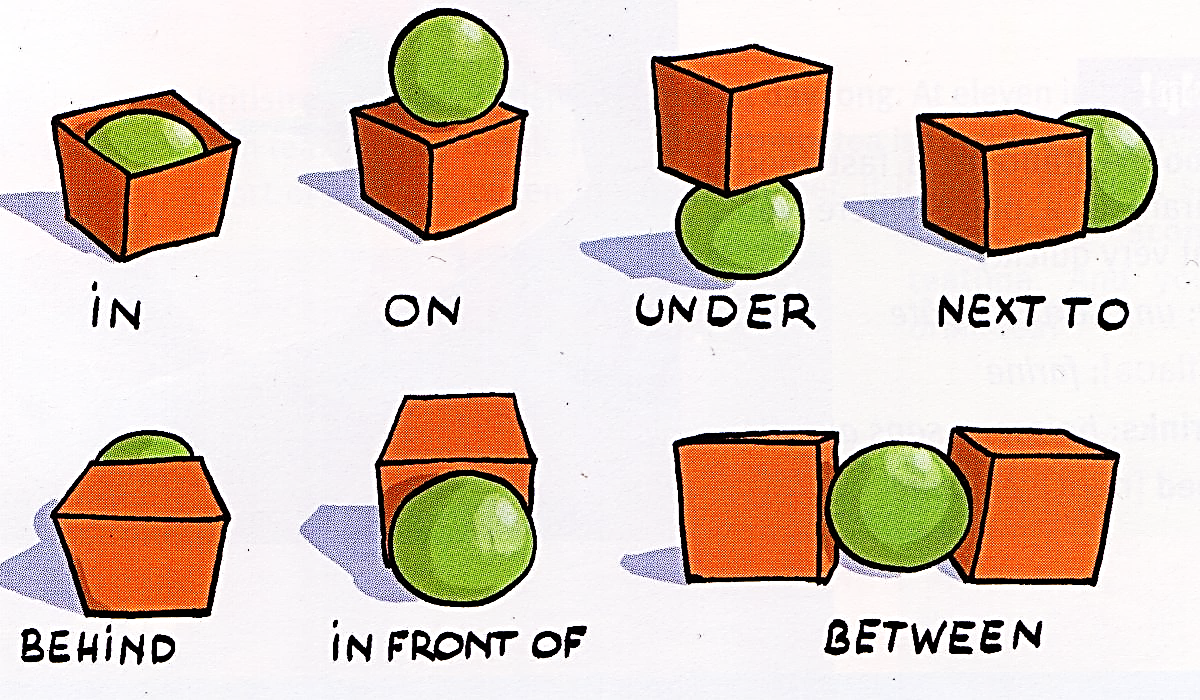 iN
ON
UNDER
NEXT TO
BEHiND
iN FRONT OF
BETWEEN